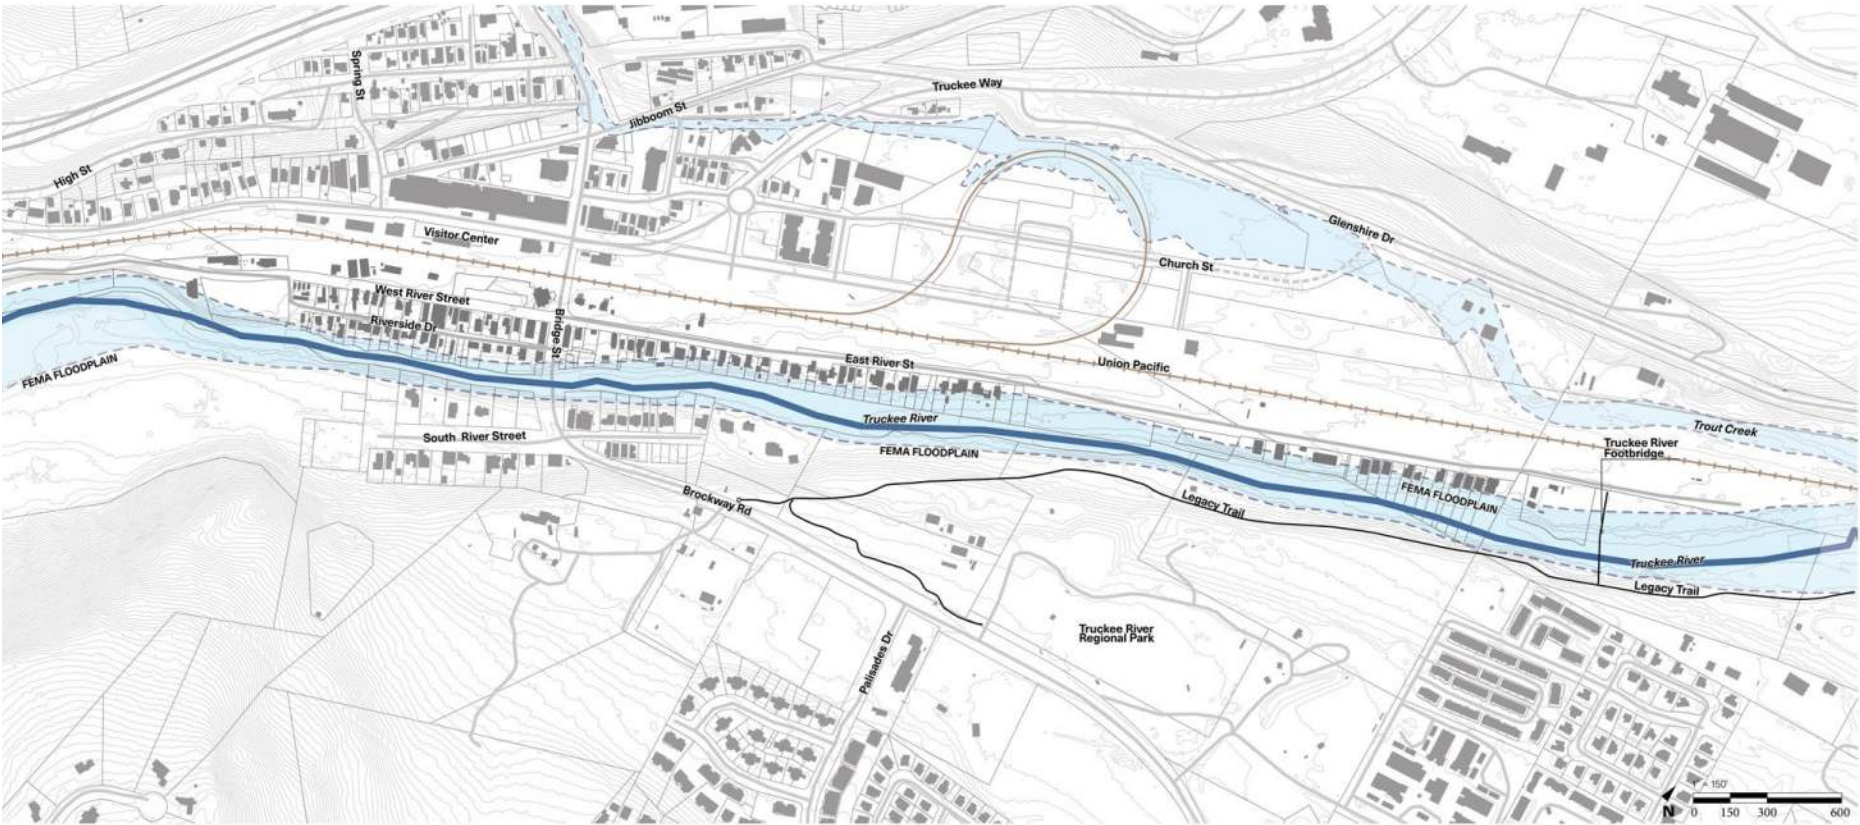 Spring St
Truckee Way
Jibboom St
High St
Glenshire Dr
Visitor Center
Church St
West River Street
Riverside Dr
Bridge St
FEMA FLOODPLAIN
East River St
Union Pacific
Truckee River
South River Street
FEMA FLOODPLAIN
Trout Creek
Truckee River
Footbridge
Brockway Rd
Legacy Trail
FEMA FLOODPLAIN
Truckee River
Legacy Trail
Truckee River
Regional Park
Palisades Dr
1" = 150'
N 0 150 300 600